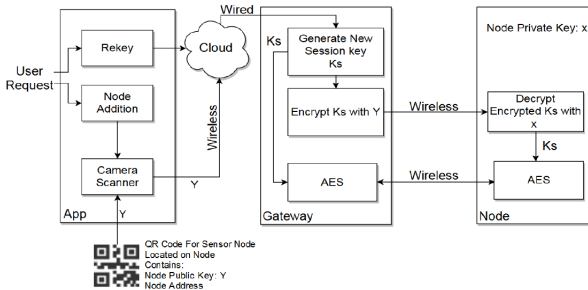 User
Request
Rekey
Node
Addition
Camera
Scanner
App
Y
QR Code For Sensor Node
Located on Node
Contains:
Node Public Key: Y
Node Address
Cloud
Wired
Wireless
Y
Generate New
Session key
Ks
Ks
Encrypt Ks with Y
AES
Gateway
Wireless
Wireless
Node Private Key: x
Decrypt
Encrypted Ks with
x
Ks
AES
Node